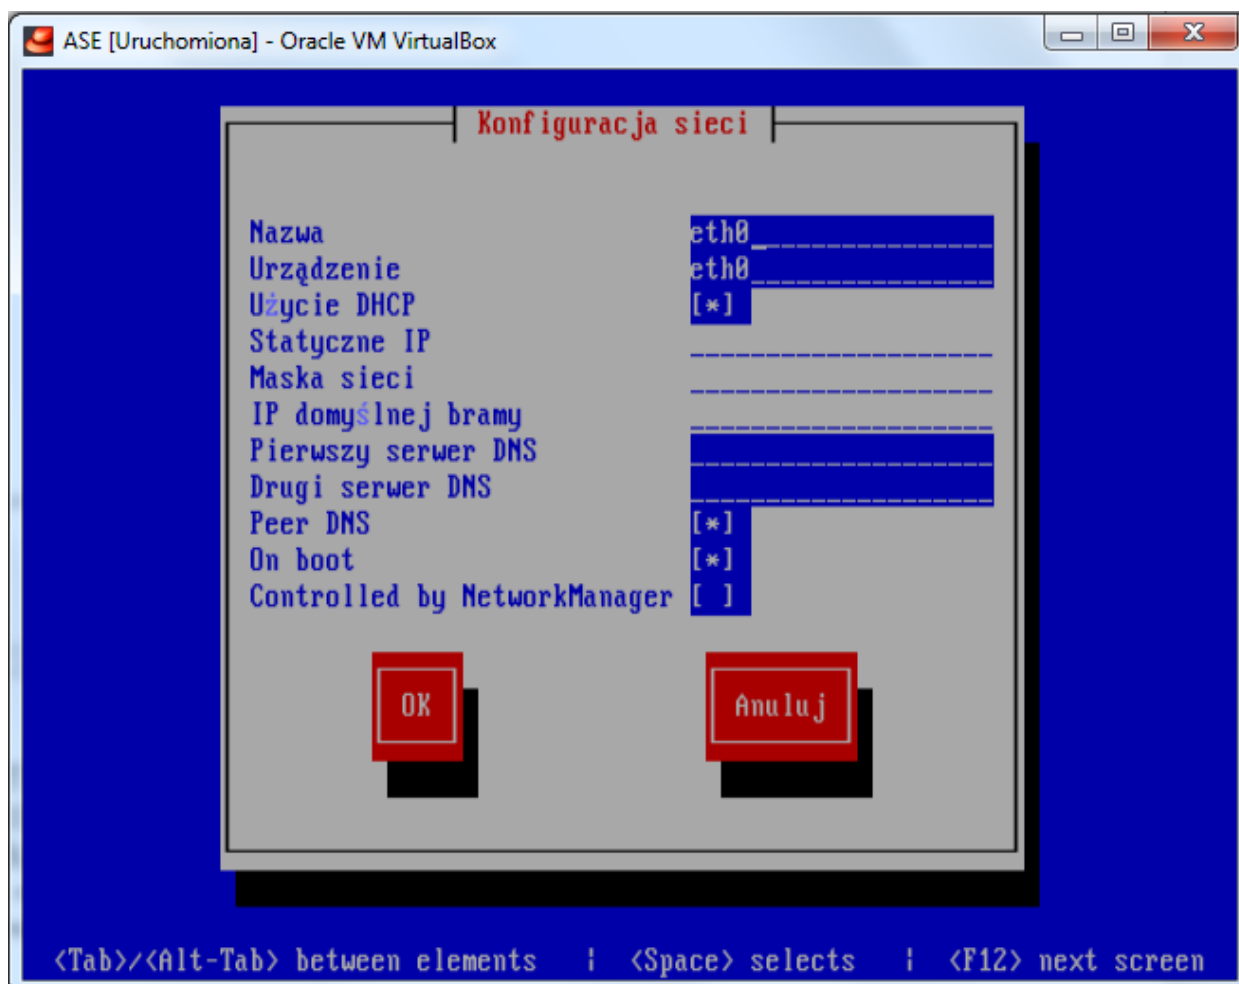 ASE [Uruchomiona] - Oracle VM VirtualBox
Konfiguracja sieci
Nazwa eth0_
Urządzenie eth0
Użycie DHCP [*]
Statyczne IP
Maska sieci
IP domyślnej bramy
Pierwszy serwer DNS
Drugi serwer DNS
Peer DNS [*]
On boot [*]
Controlled by NetworkManager [ ]
OK Anuluj
<Tab>/<Alt-Tab> between elements | <Space> selects | <F12> next screen